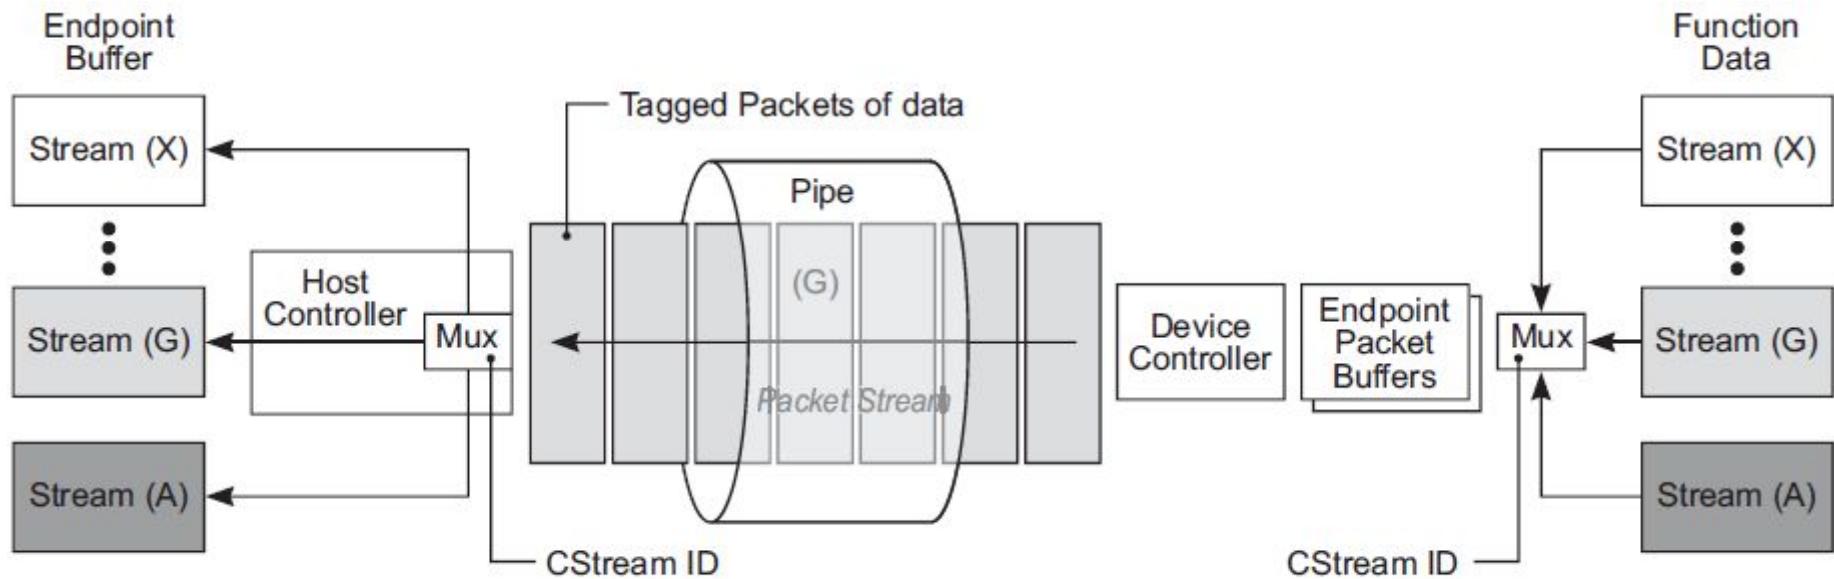 Endpoint
Buffer
Function
Data
Tagged Packets of data
Stream (X)
Pipe
Stream (X)
Host
Controller
(G)
Stream (G)
Mux
Device
Controller
Endpoint
Packet
Buffers
Mux
Stream (G)
Packet Stream
Stream (A)
Stream (A)
CStream ID
CStream ID